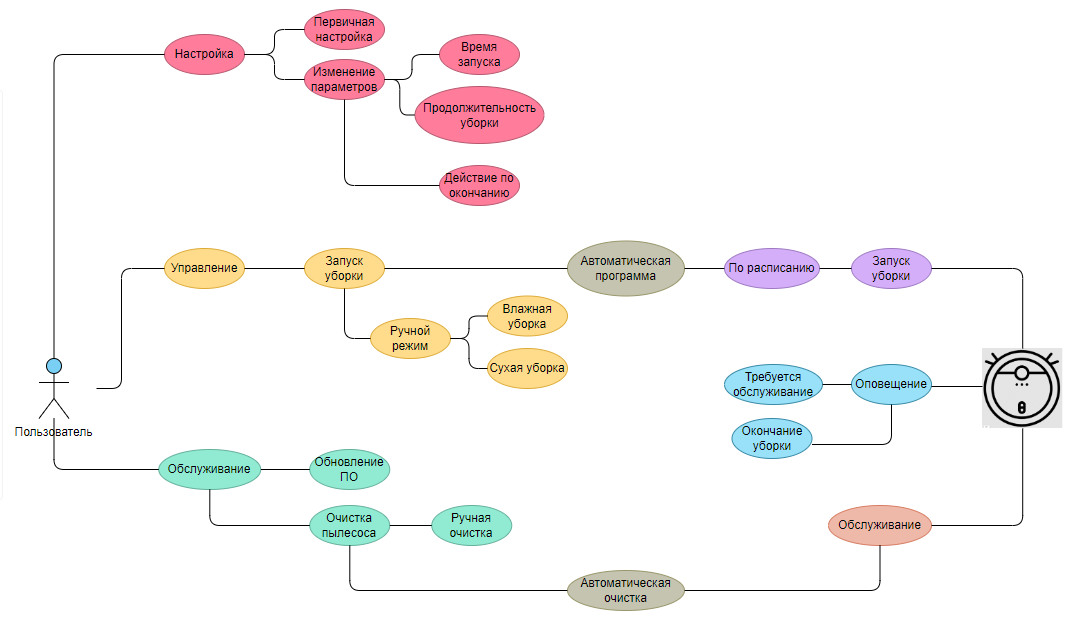 Первичная
настройка
Настройка
Изменение
параметров
Время
запуска
Продолжительность
уборки
Действие по
окончанию
Управление
Запуск
уборки
Автоматическая
программа
По расписанию
Запуск
уборки
Ручной
режим
Влажная
уборка
Сухая уборка
Требуется
обслуживание
Оповещение
Окончание
уборки
Пользователь
Обслуживание
Обновление
ПО
Очистка
пылесоса
Ручная
очистка
Обслуживание
Автоматическая
очистка